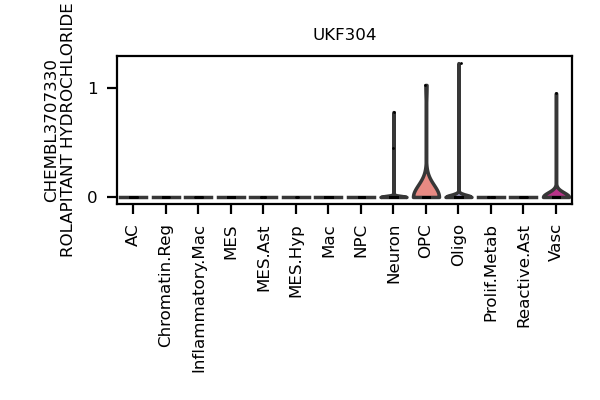 UKF304
CHEMBL3707330
ROLAPITANT HYDROCHLORIDE
1
0
AC
Chromatin.Reg
Inflammatory.Mac
MES
MES.Ast
MES.Hyp
Mac
NPC
Neuron
OPC
Oligo
Prolif.Metab
Reactive.Ast
Vasc